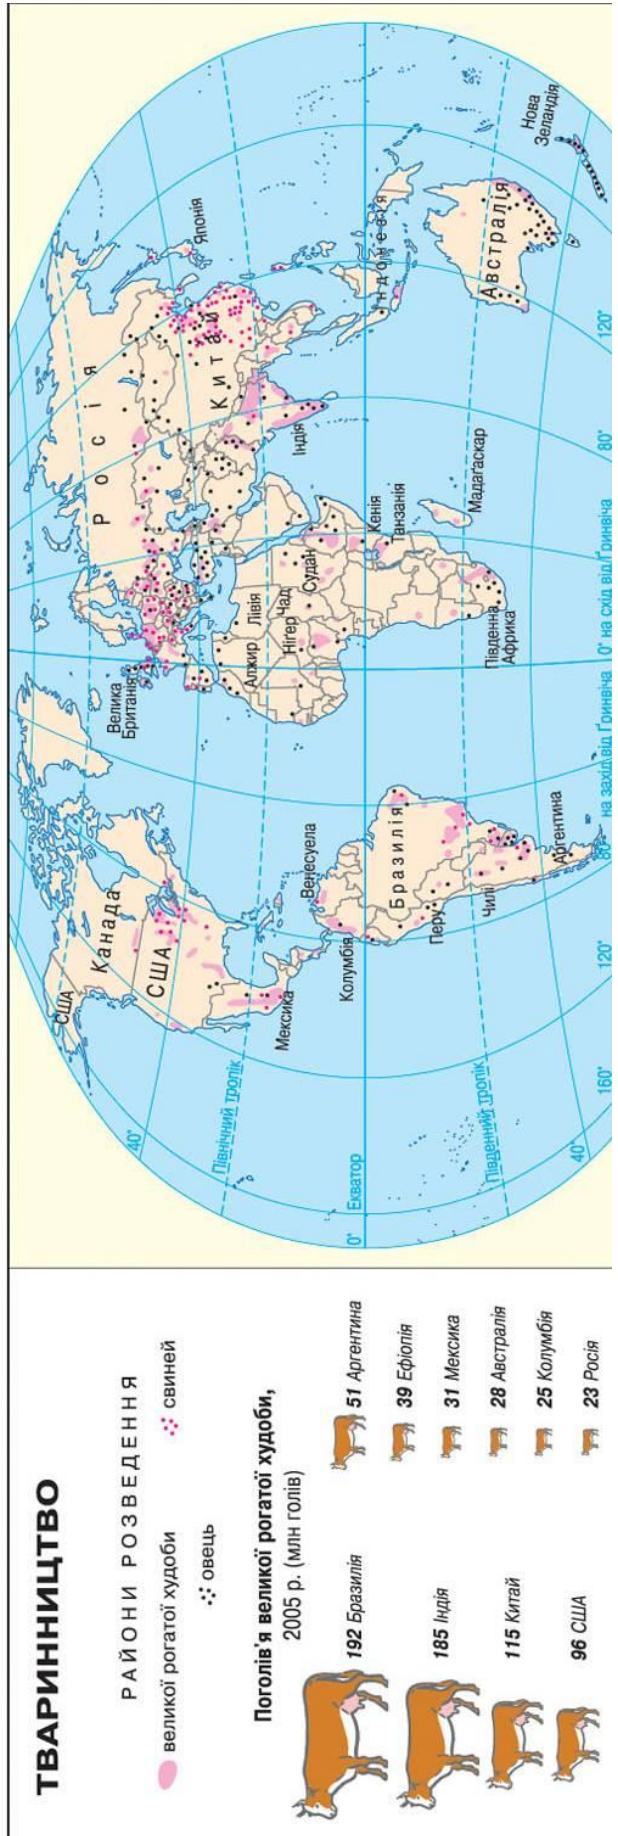 ТВАРИННИЦТВО
РАЙОНИ РОЗВЕДЕННЯ
великої рогатої худоби
свиней
овець
Поголів'я великої рогатої худоби,
2005 р. (млн голів)
192 Бразилія
185 Індія
115 Китай
96 США
51 Аргентина
39 Ефіопія
31 Мексика
28 Австралія
25 Колумбія
23 Росія
США
Канада
США
Мексика
Венесуела
Колумбія
Бразилія
Перу
Чилі
Аргентина
Велика
Британія
Росія
Японія
Китай
Індія
Індонезія
Алжир
Лівія
Нігер
Чад
Судан
Кенія
Танзанія
Мадагаскар
Південна
Африка
Австралія
Нова
Зеландія
40°
Північний тропік
Екватор
0°
Південний тропік
40°
160°
120°
80°
на захід від Гринвіча
0°
на схід від Ґринвіча
80°
120°